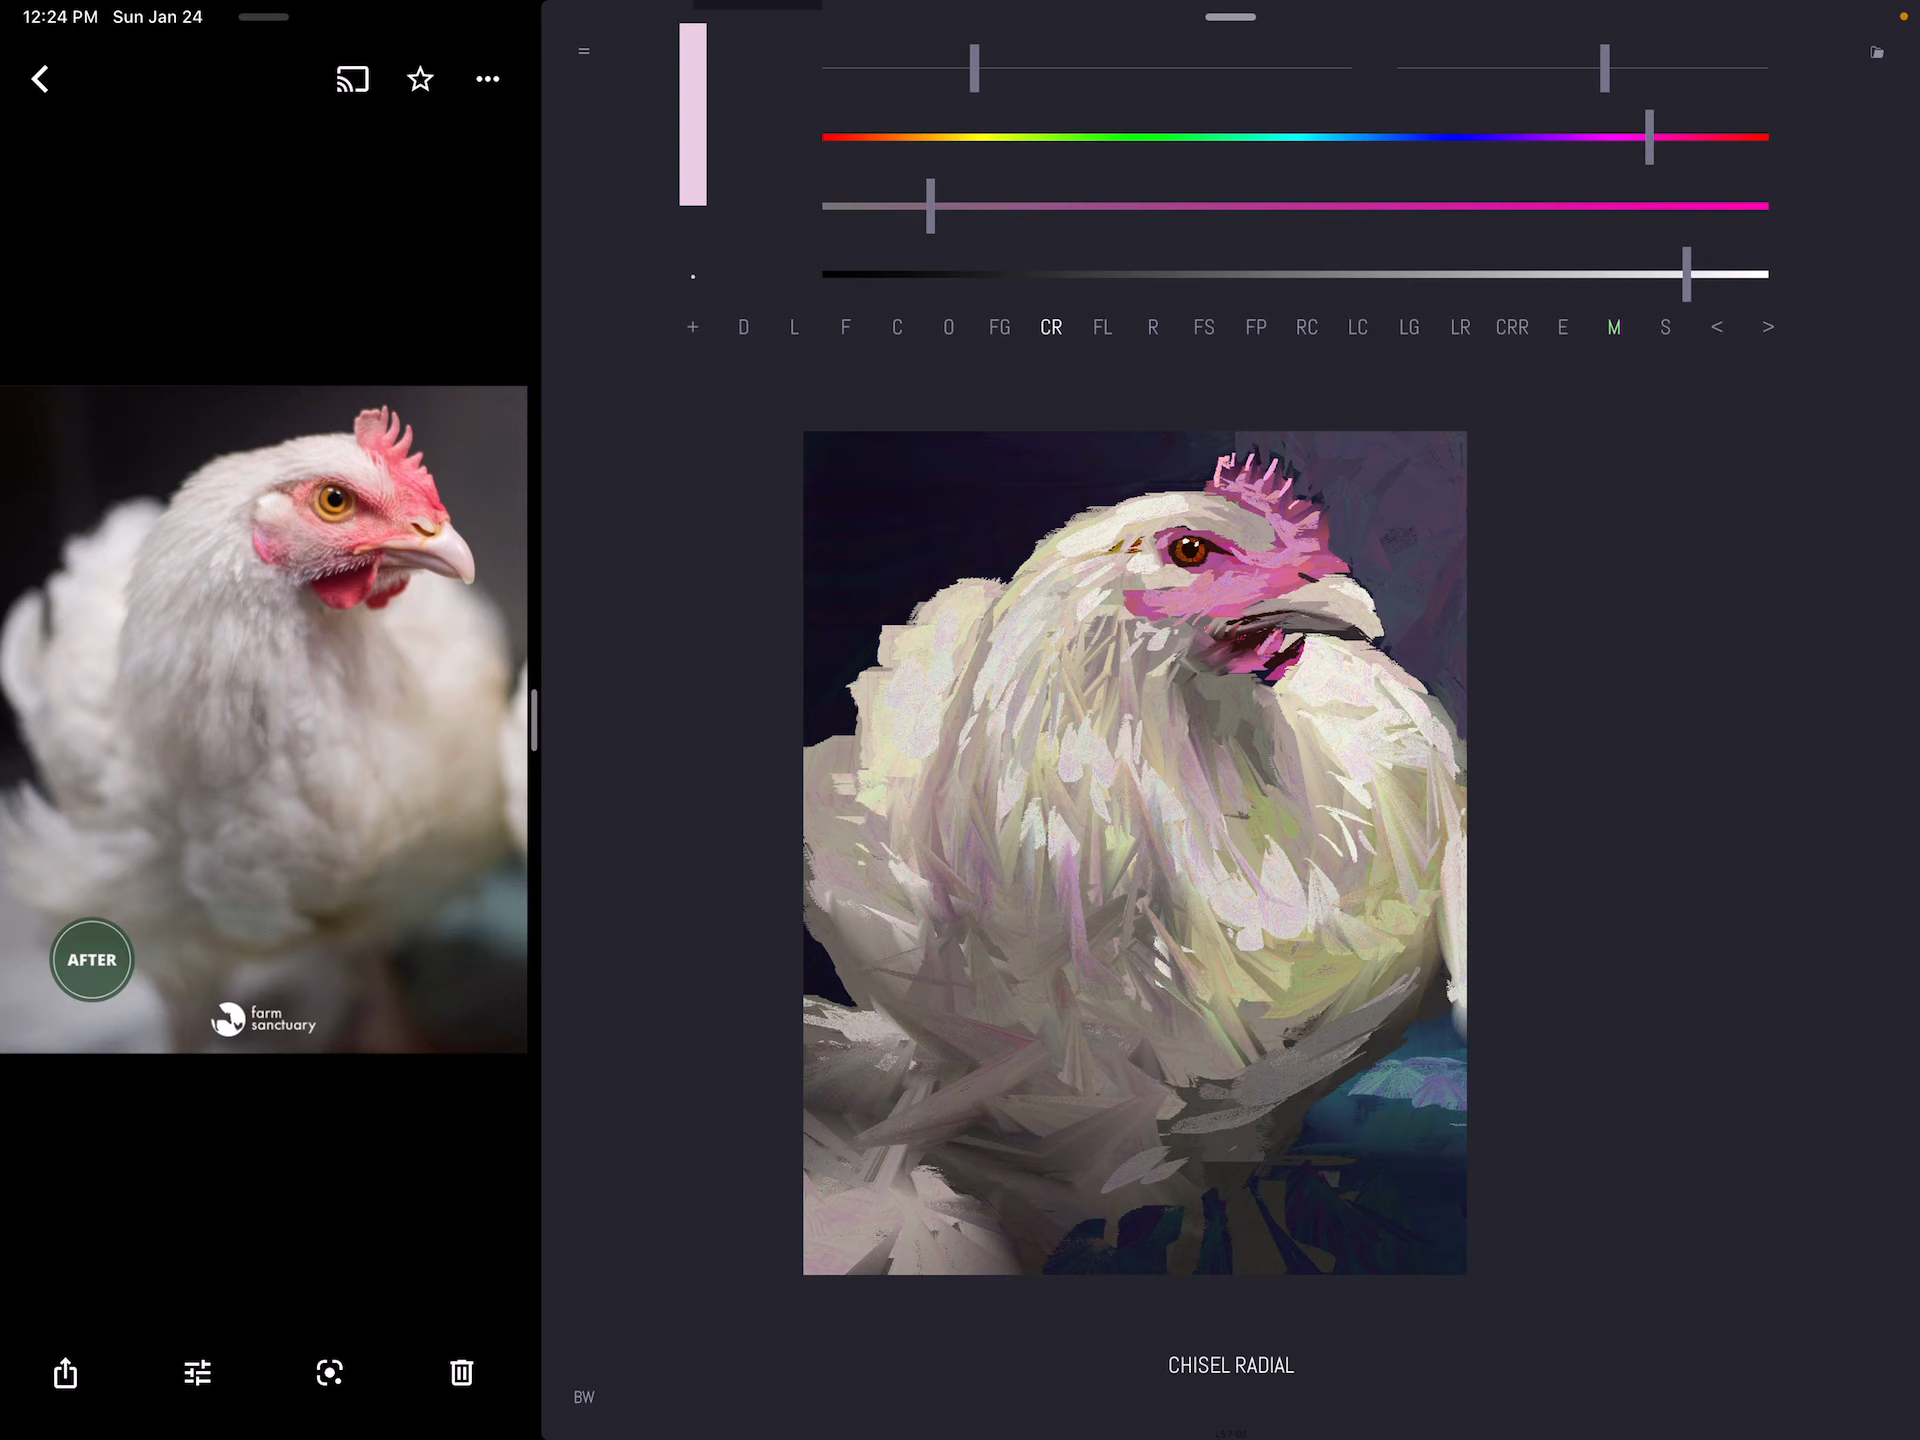 12:24 PM Sun Jan 24
+ D L F C O FG CR FL R FS FP RC LC LG LR CRR E M S < >
AFTER
farm
sanctuary
CHISEL RADIAL
BW